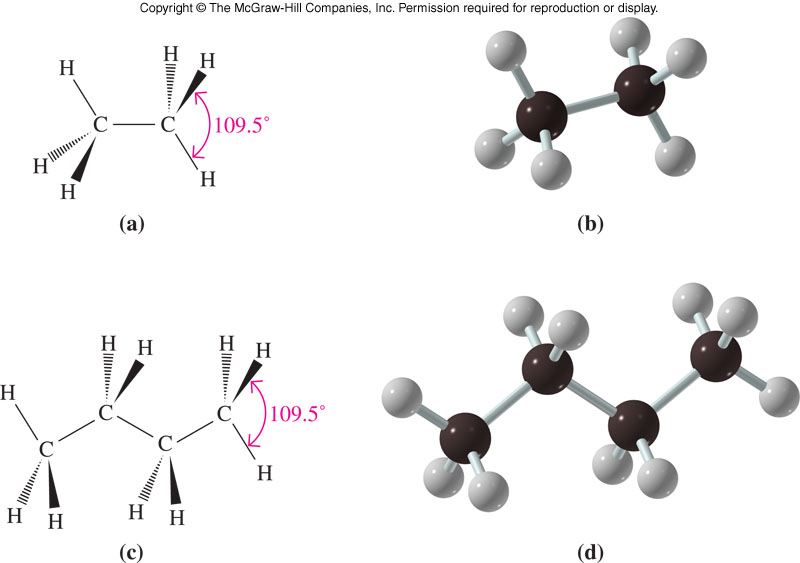 Copyright © The McGraw-Hill Companies, Inc. Permission required for reproduction or display.
H H H
C C 109.5°
H
H H
(a) (b)
H H H H
H
C C 109.5°
C C
H
H H H H
(c) (d)